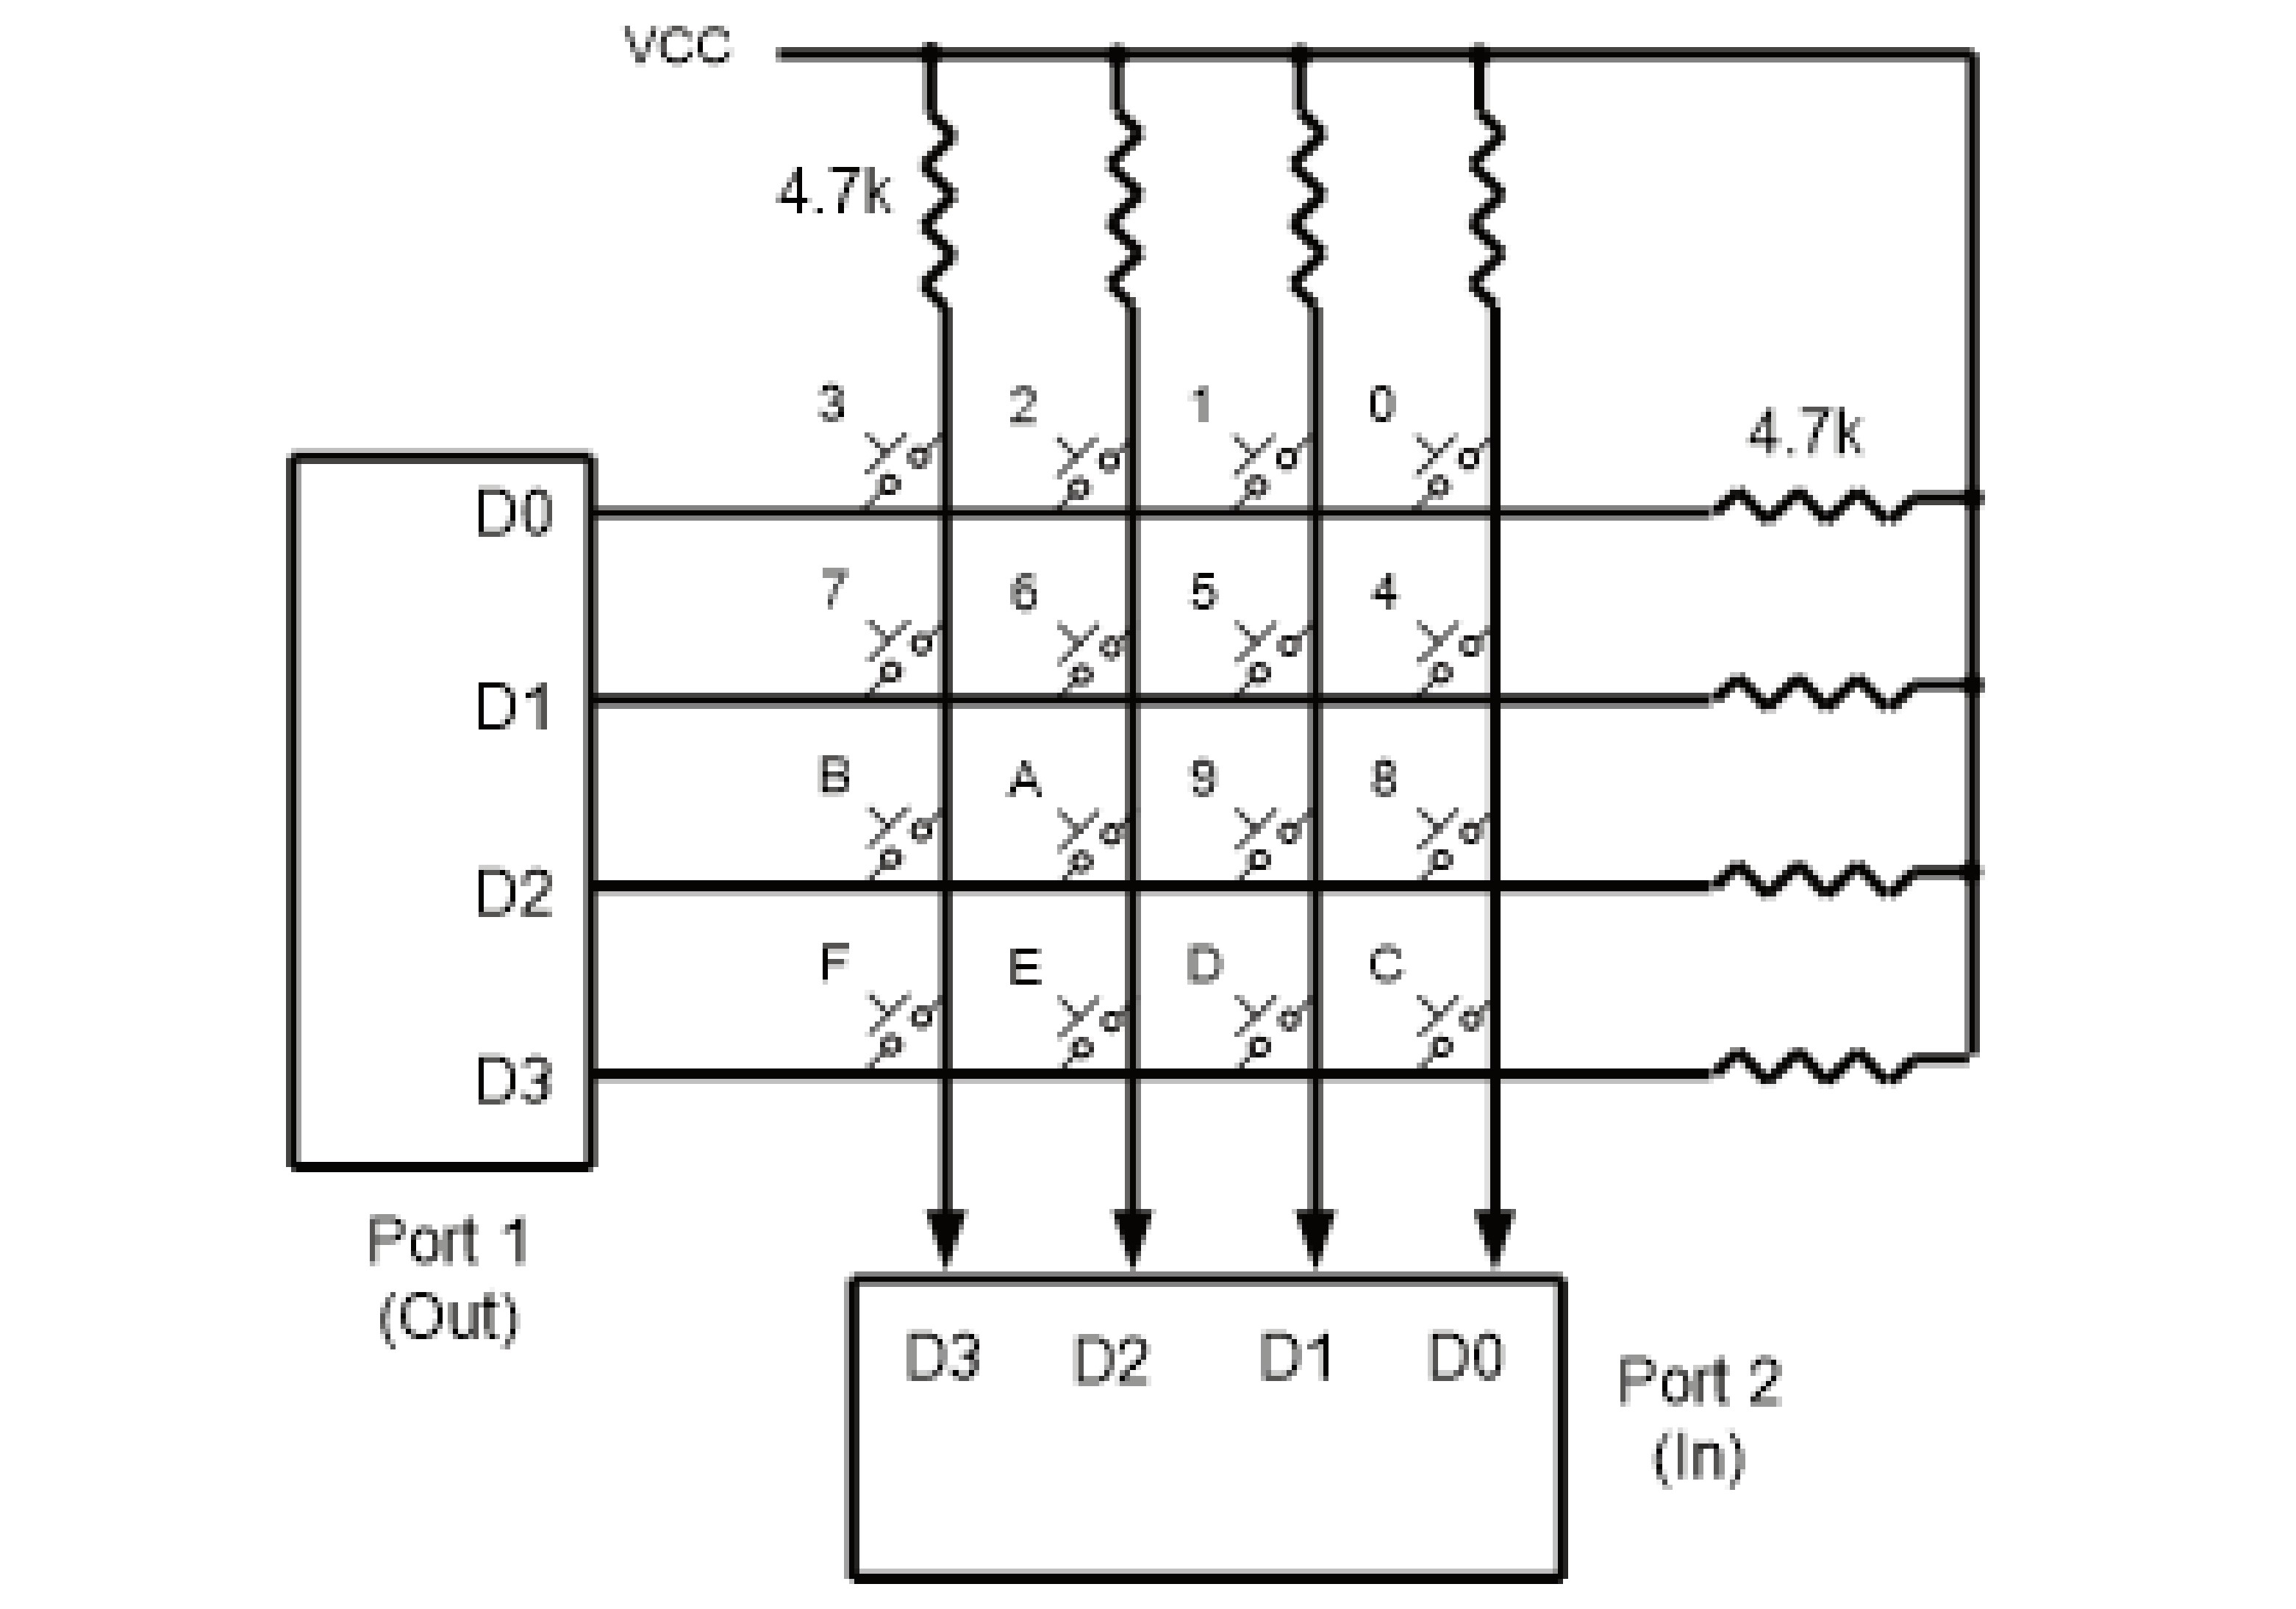 VCC
4.7k
3 2 1 0
4.7k
D0
7 6 5 4
D1
B A 9 8
D2
F E D C
D3
Port 1
(Out)
D3 D2 D1 D0
Port 2
(In)